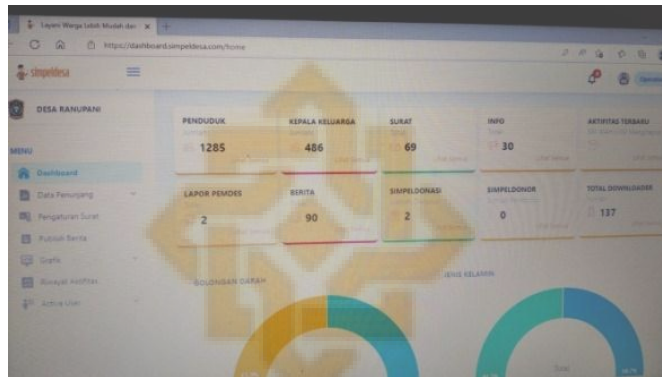 Layani Warga Lebih Mudah dan
https://dashboard.simpeldesa.com/home
simpeldesa
DESA RANUPANI
MENU
Dashboard
Data Penunjang
Pengaturan Surat
Publish Berita
Grafik
Riwayat Aktifitas
Active User
PENDUDUK
1285
KEPALA KELUARGA
486
SURAT
69
INFO
30
AKTIFITAS TERBARU
LAPOR PEMDES
2
BERITA
90
SIMPELDONASI
2
SIMPELDONOR
0
TOTAL DOWNLOADER
137
GOLONGAN DARAH
JENIS KELAMIN
Total